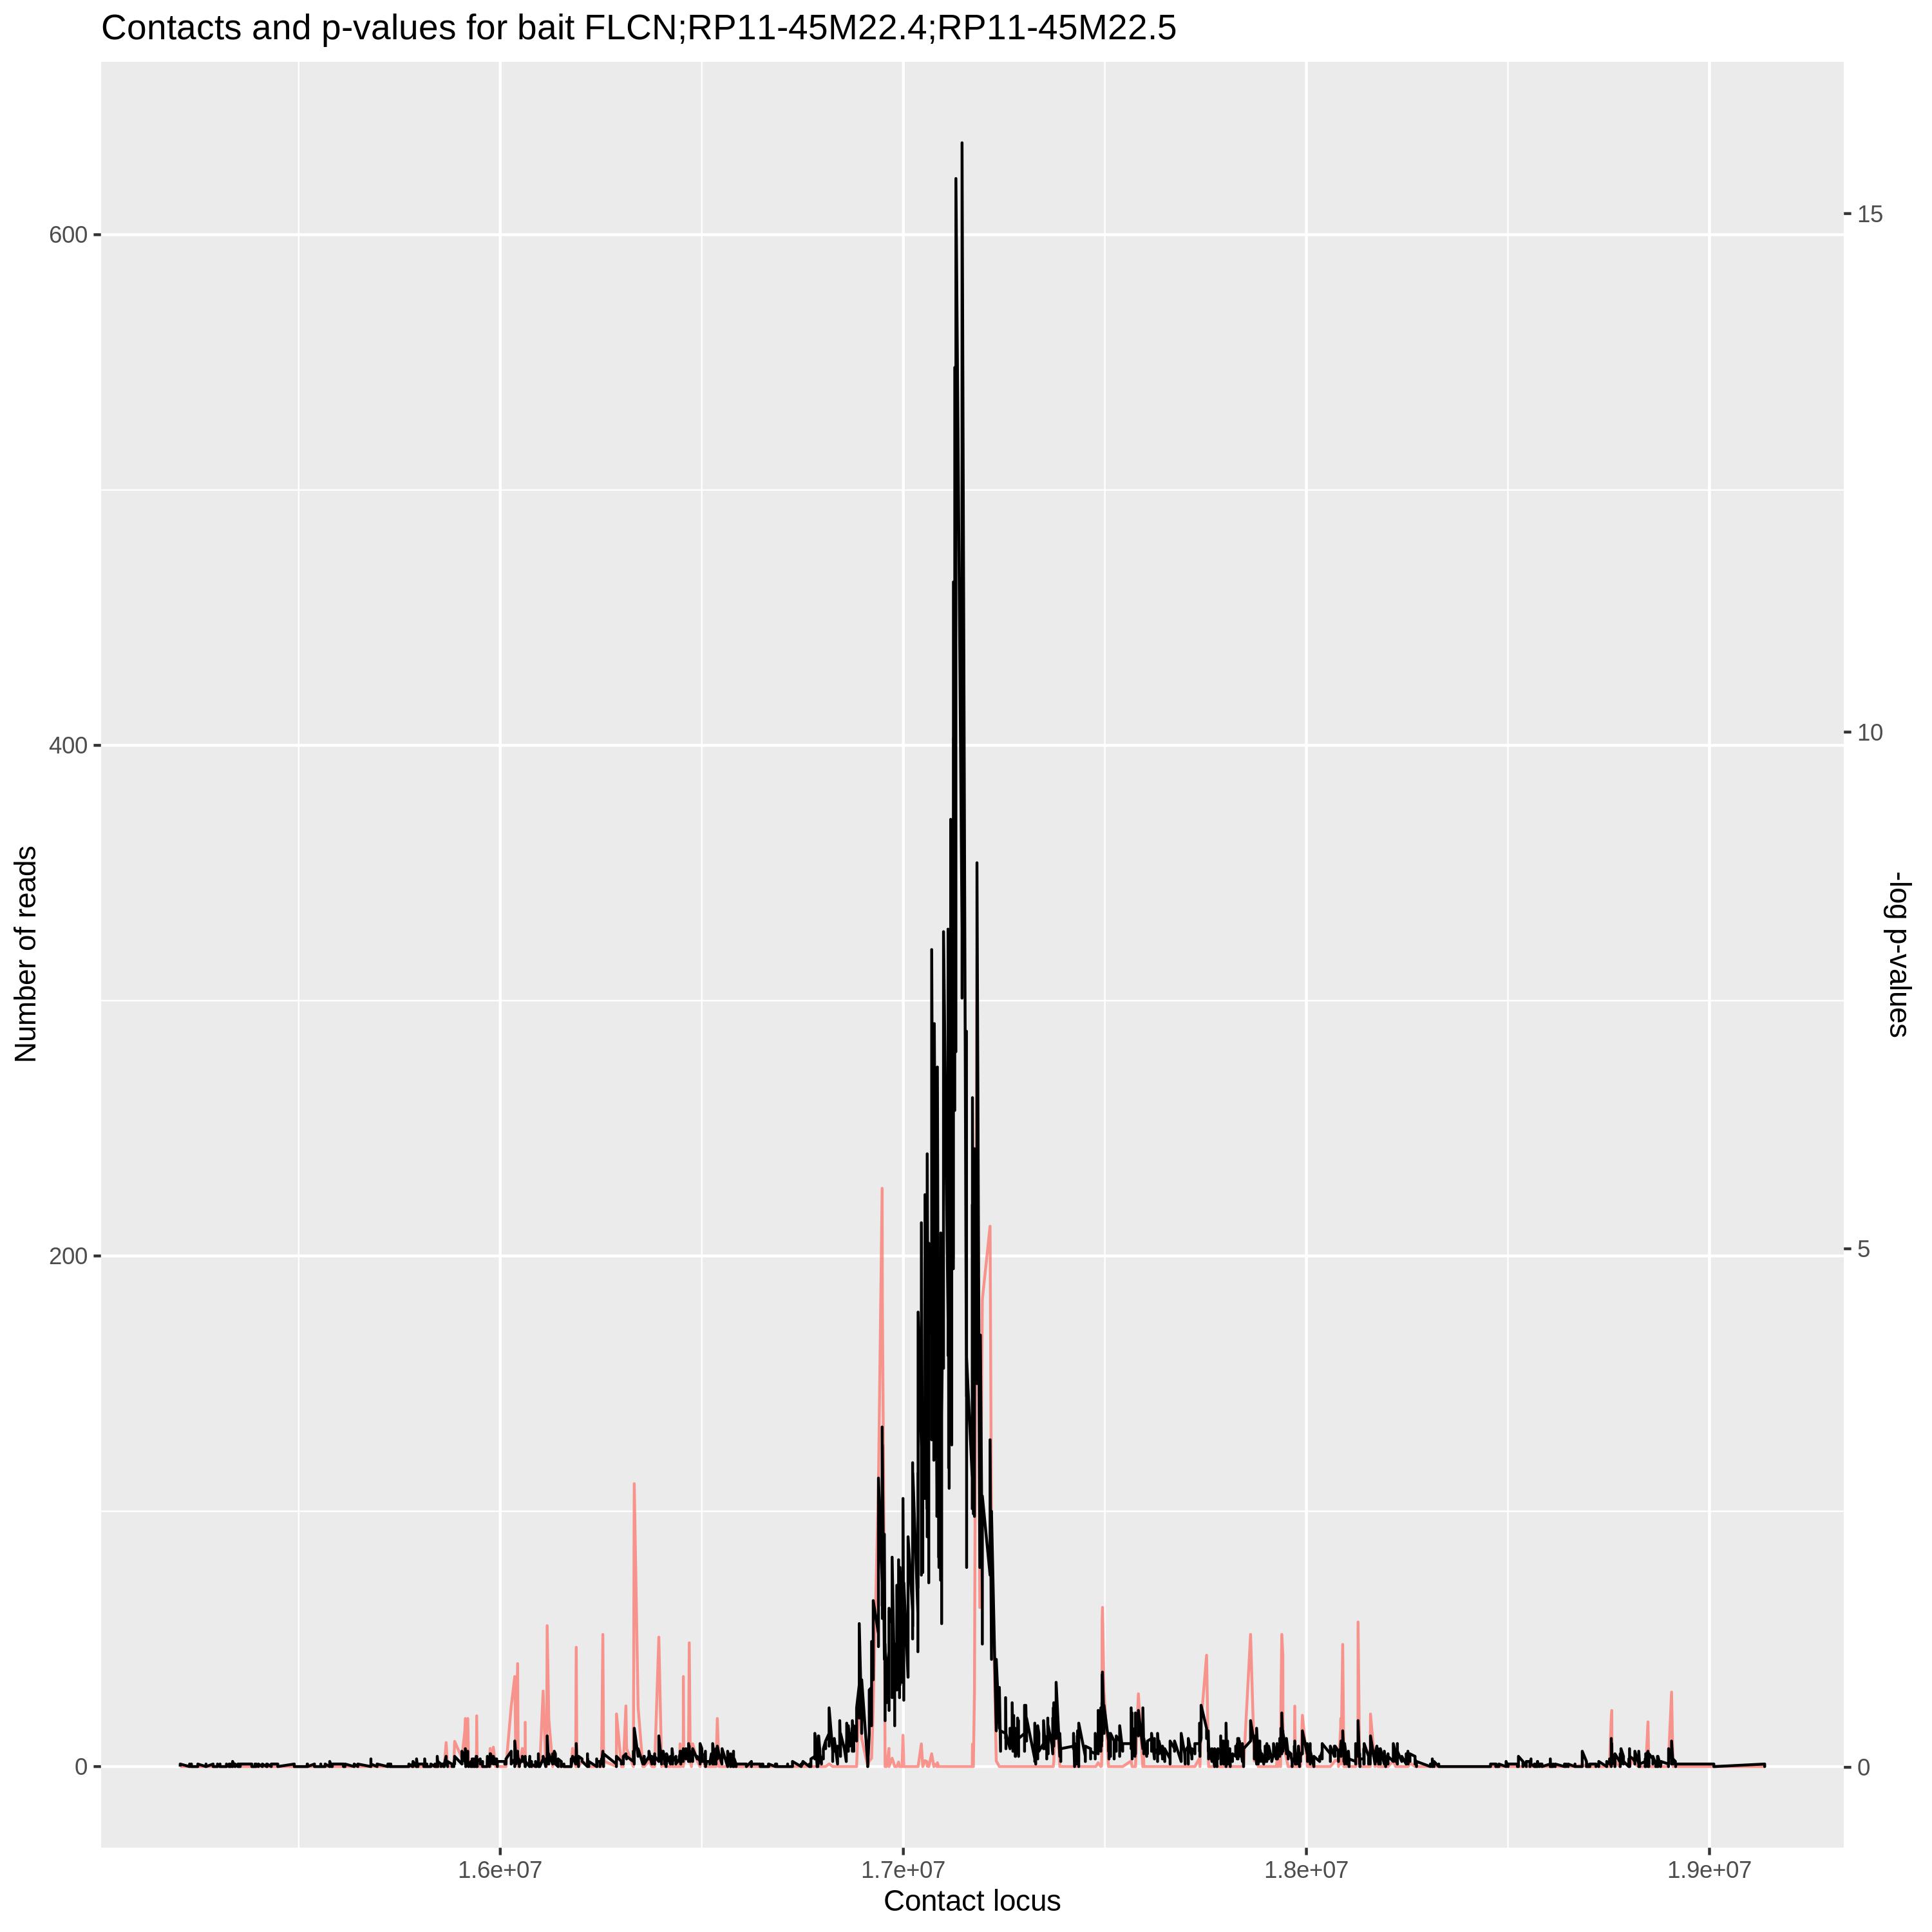 Contacts and p-values for bait FLCN;RP11-45M22.4;RP11-45M22.5
600
400
200
0
Number of reads
15
10
5
0
-log p-values
1.6e+07
1.7e+07
1.8e+07
1.9e+07
Contact locus